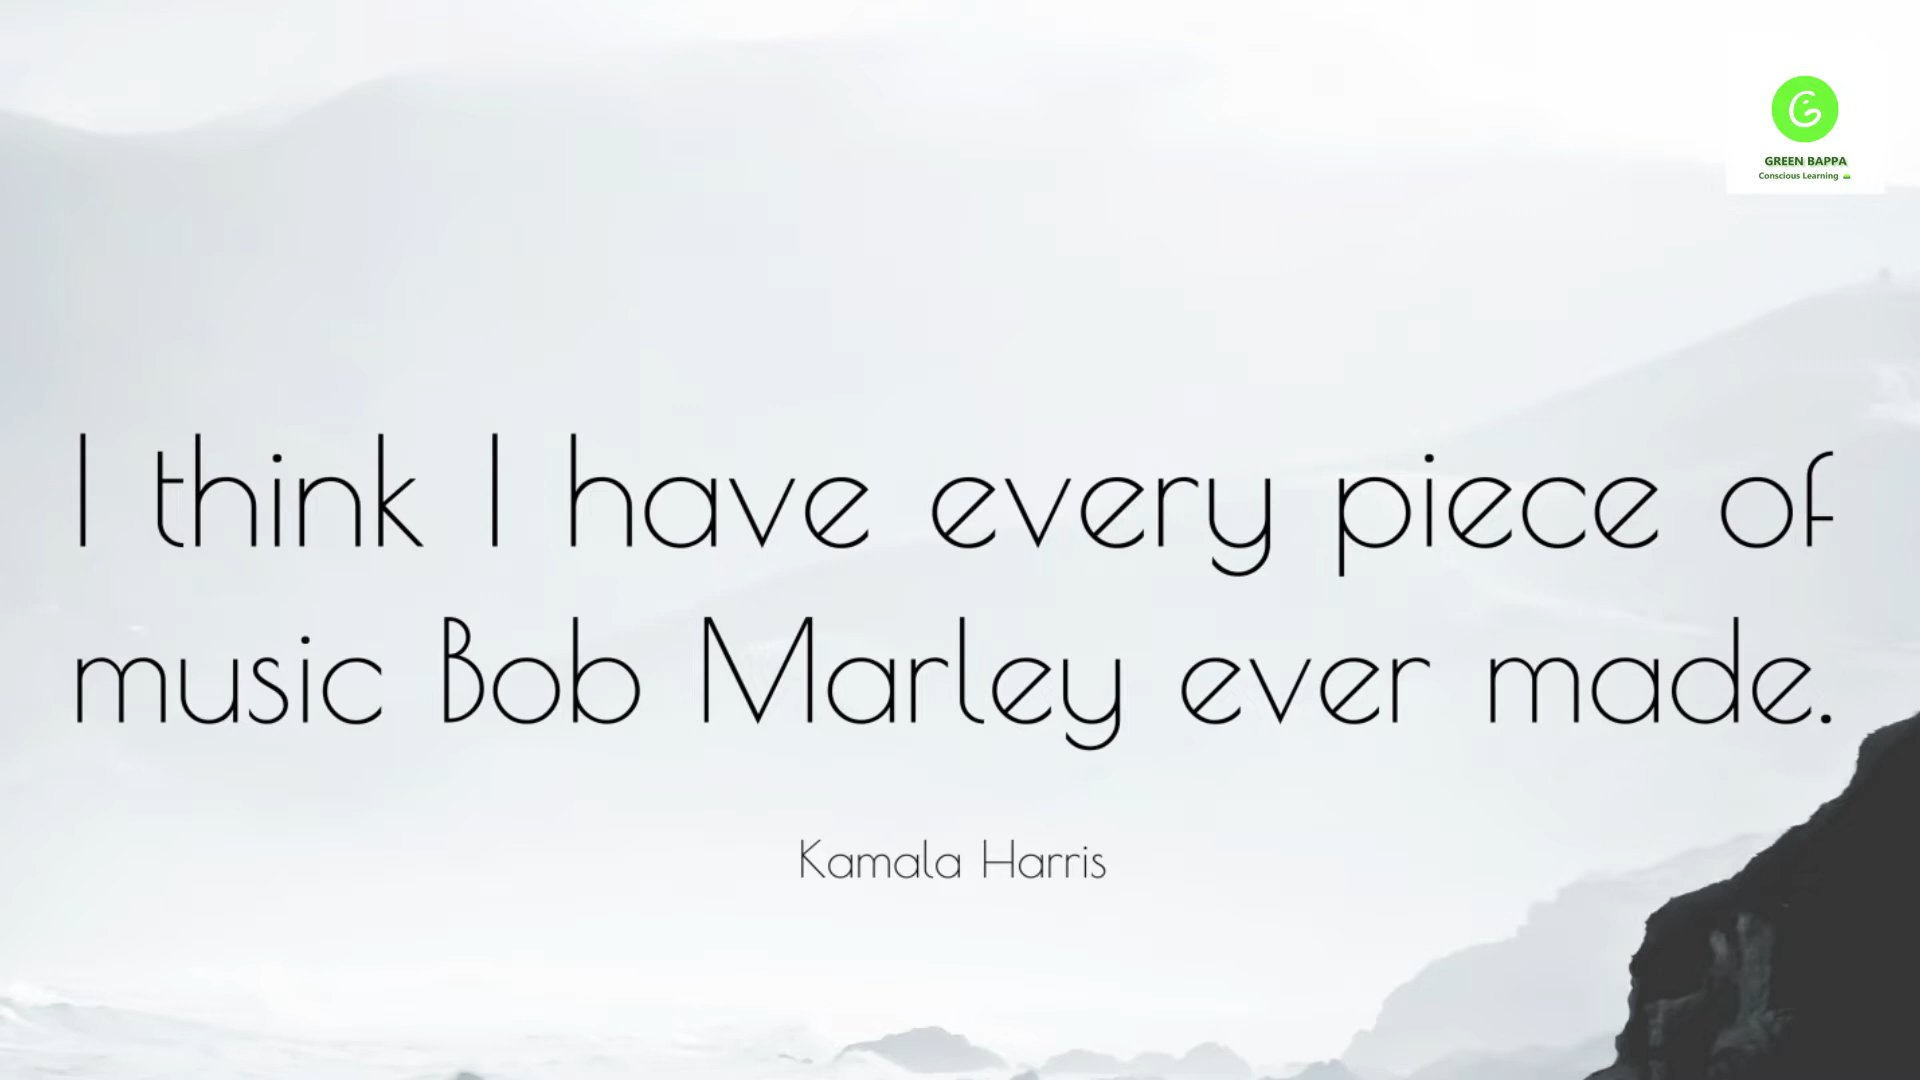 GREEN BAPPA
Conscious Learning
I think I have every piece of
music Bob Marley ever made.
Kamala Harris